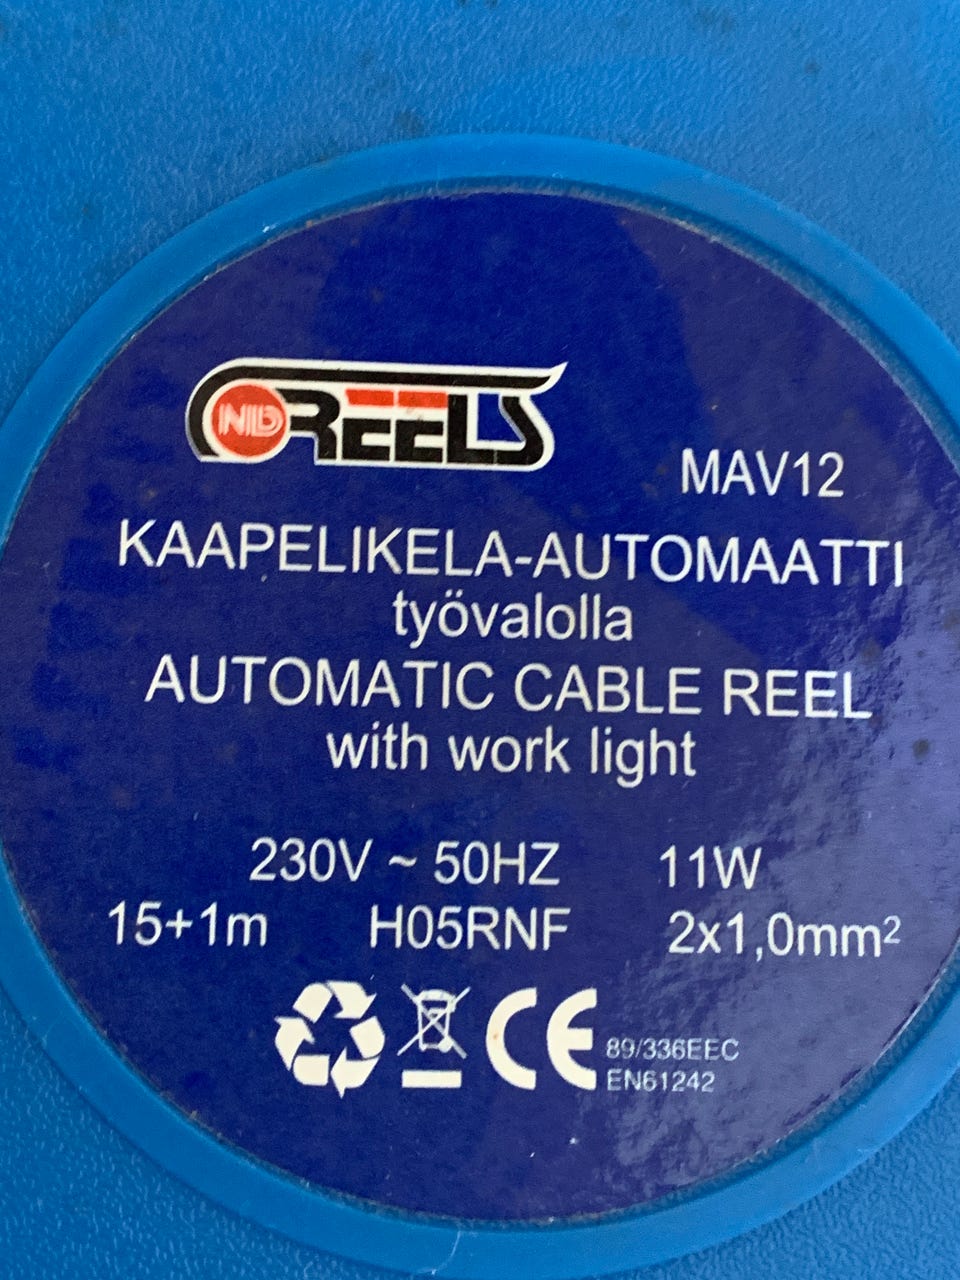 ND REELS
MAV12
KAAPELIKELA-AUTOMAATTI
työvalolla
AUTOMATIC CABLE REEL
with work light
230V ~ 50HZ 11W
15+1m H05RNF 2x1,0mm²
CE 89/336EEC
EN61242